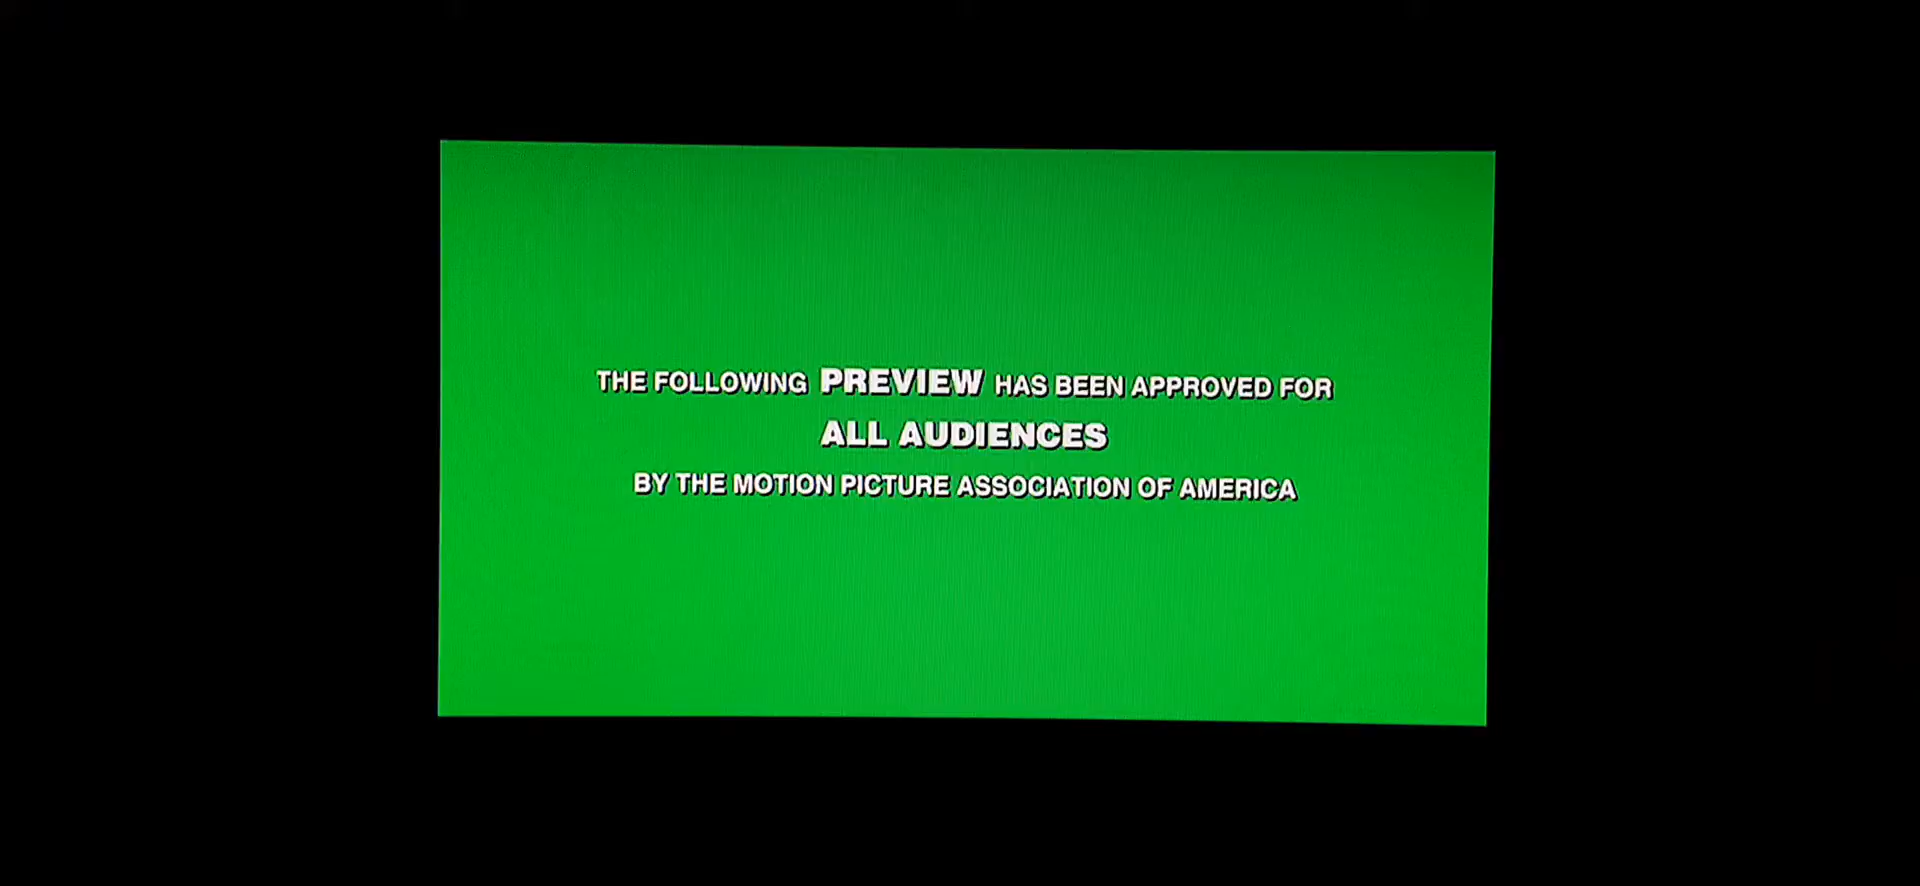 THE FOLLOWING PREVIEW HAS BEEN APPROVED FOR
ALL AUDIENCES
BY THE MOTION PICTURE ASSOCIATION OF AMERICA